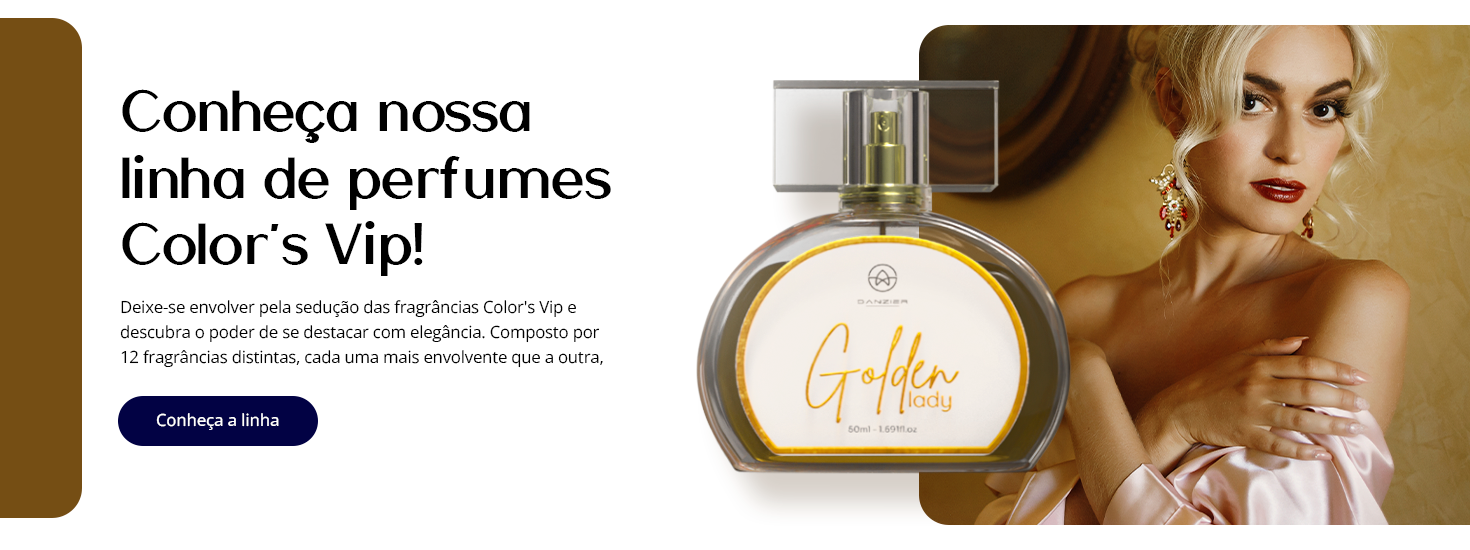 Conheça nossa
linha de perfumes
Color's Vip!
Deixe-se envolver pela sedução das fragrâncias Color's Vip e
descubra o poder de se destacar com elegância. Composto por
12 fragrâncias distintas, cada uma mais envolvente que a outra,
Conheça a linha
DANZIER
Golden
lady
50ml - 1.691fl.oz